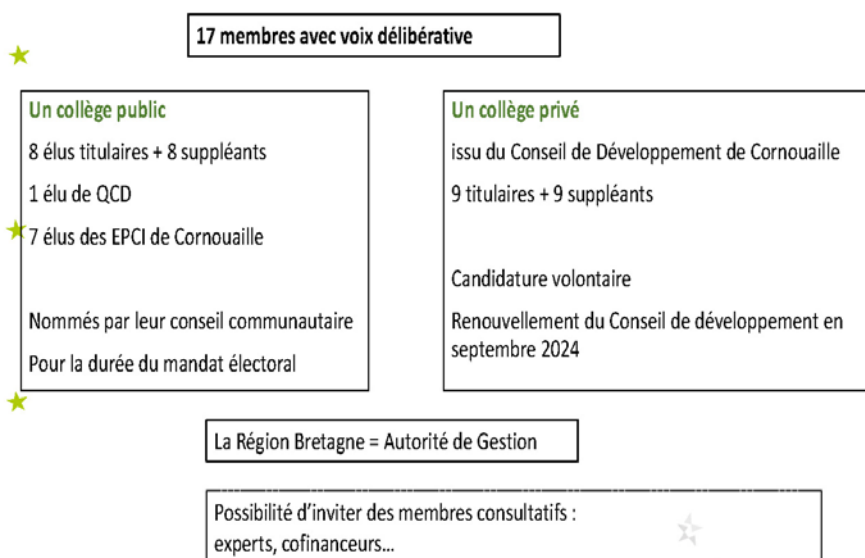 17 membres avec voix délibérative
Un collège public
8 élus titulaires + 8 suppléants
1 élu de QCD
7 élus des EPCI de Cornouaille
Nommés par leur conseil communautaire
Pour la durée du mandat électoral
Un collège privé
issu du Conseil de Développement de Cornouaille
9 titulaires + 9 suppléants
Candidature volontaire
Renouvellement du Conseil de développement en
septembre 2024
La Région Bretagne = Autorité de Gestion
Possibilité d'inviter des membres consultatifs :
experts, cofinanceurs...